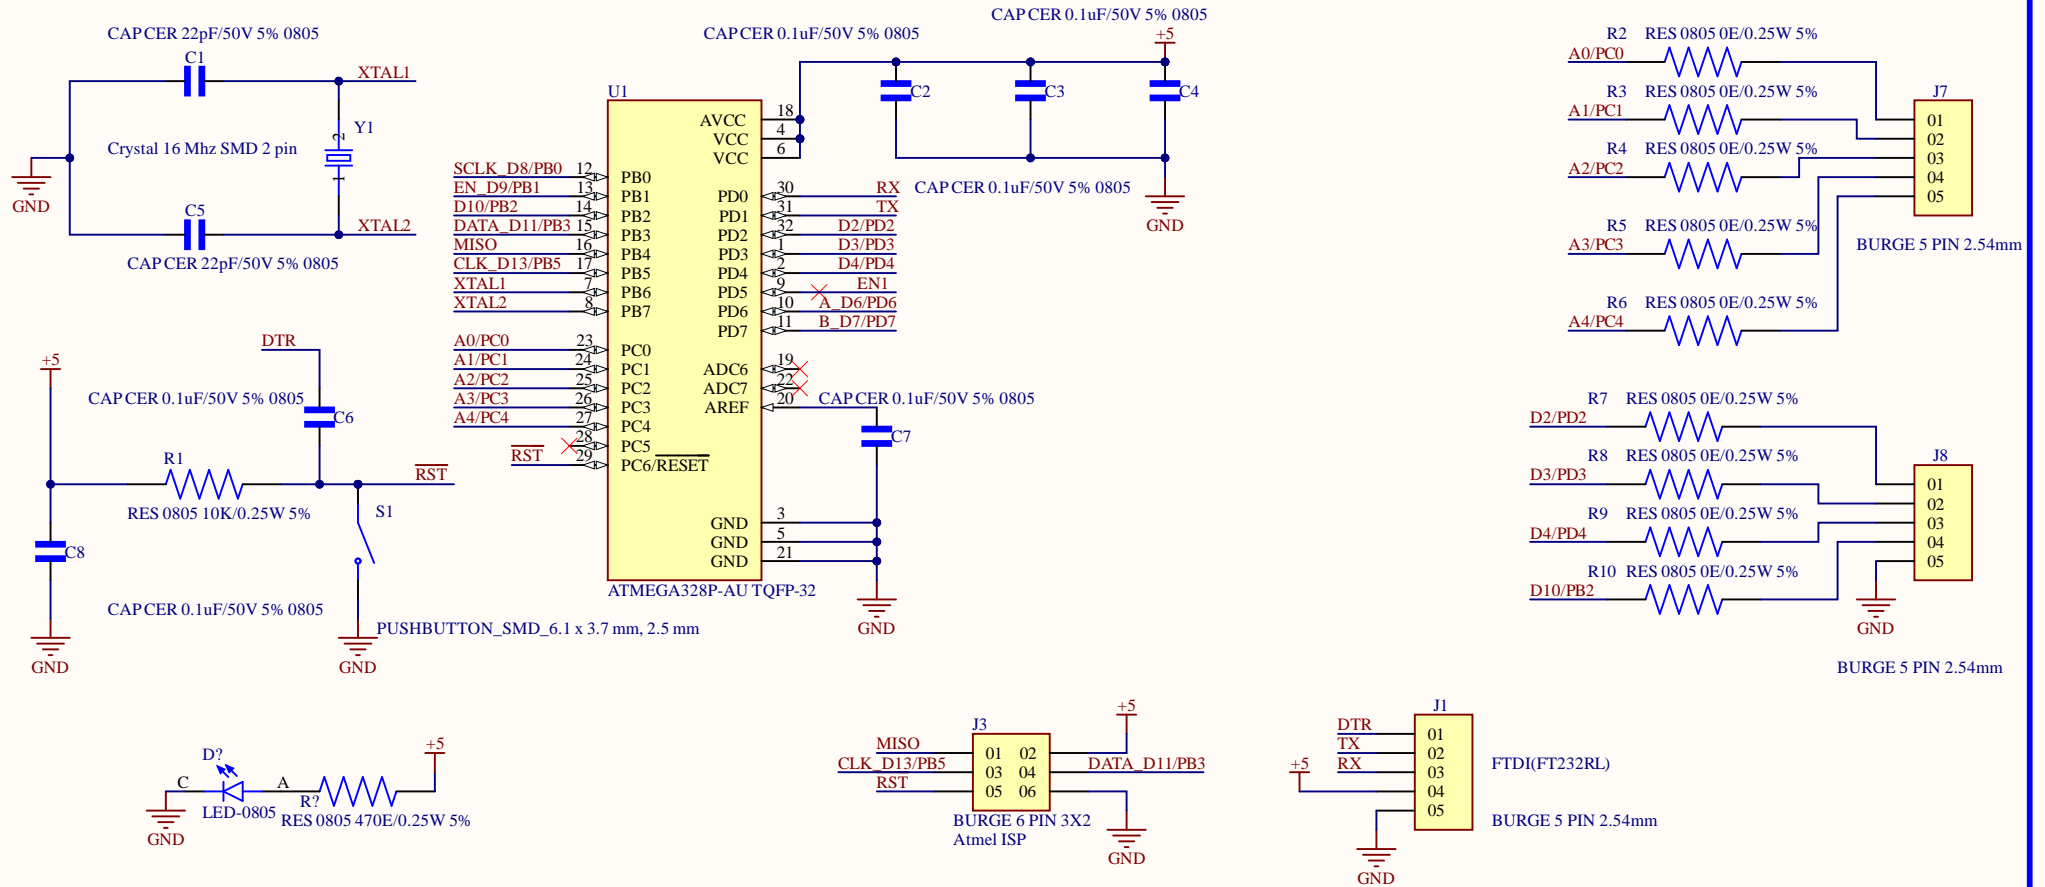 CAP CER 22pF/50V 5% 0805
C1
XTAL1
Crystal 16 Mhz SMD 2 pin
Y1
2
1
GND
C5
XTAL2
CAP CER 22pF/50V 5% 0805
CAP CER 0.1uF/50V 5% 0805
CAP CER 0.1uF/50V 5% 0805
+5
C2
C3
C4
CAP CER 0.1uF/50V 5% 0805
GND
U1
AVCC 18
VCC 4
VCC 6
SCLK_D8/PB0 12 PB0
EN_D9/PB1 13 PB1
D10/PB2 14 PB2
DATA_D11/PB3 15 PB3
MISO 16 PB4
CLK_D13/PB5 17 PB5
XTAL1 7 PB6
XTAL2 8 PB7
PD0 30 RX
PD1 31 TX
PD2 32 D2/PD2
PD3 1 D3/PD3
PD4 2 D4/PD4
PD5 9 EN1
PD6 10 A_D6/PD6
PD7 11 B_D7/PD7
A0/PC0 23 PC0
A1/PC1 24 PC1
A2/PC2 25 PC2
A3/PC3 26 PC3
A4/PC4 27 PC4
28 PC5
RST 29 PC6/RESET
ADC6 19
ADC7 22
AREF 20
CAP CER 0.1uF/50V 5% 0805
C7
GND 3
GND 5
GND 21
ATMEGA328P-AU TQFP-32
GND
DTR
+5
CAP CER 0.1uF/50V 5% 0805
C6
R1
RST
RES 0805 10K/0.25W 5%
S1
C8
CAP CER 0.1uF/50V 5% 0805
PUSHBUTTON_SMD_6.1 x 3.7 mm, 2.5 mm
GND
GND
R2 RES 0805 0E/0.25W 5%
A0/PC0
R3 RES 0805 0E/0.25W 5%
A1/PC1
R4 RES 0805 0E/0.25W 5%
A2/PC2
R5 RES 0805 0E/0.25W 5%
A3/PC3
R6 RES 0805 0E/0.25W 5%
A4/PC4
J7
01
02
03
04
05
BURGE 5 PIN 2.54mm
R7 RES 0805 0E/0.25W 5%
D2/PD2
R8 RES 0805 0E/0.25W 5%
D3/PD3
R9 RES 0805 0E/0.25W 5%
D4/PD4
R10 RES 0805 0E/0.25W 5%
D10/PB2
J8
01
02
03
04
05
GND
BURGE 5 PIN 2.54mm
+5
D?
C
A
R?
LED-0805
RES 0805 470E/0.25W 5%
GND
J3
+5
MISO 01 02
CLK_D13/PB5 03 04 DATA_D11/PB3
RST 05 06
BURGE 6 PIN 3X2
Atmel ISP
GND
J1
DTR 01
TX 02
RX 03
+5 04
05
FTDI(FT232RL)
BURGE 5 PIN 2.54mm
GND